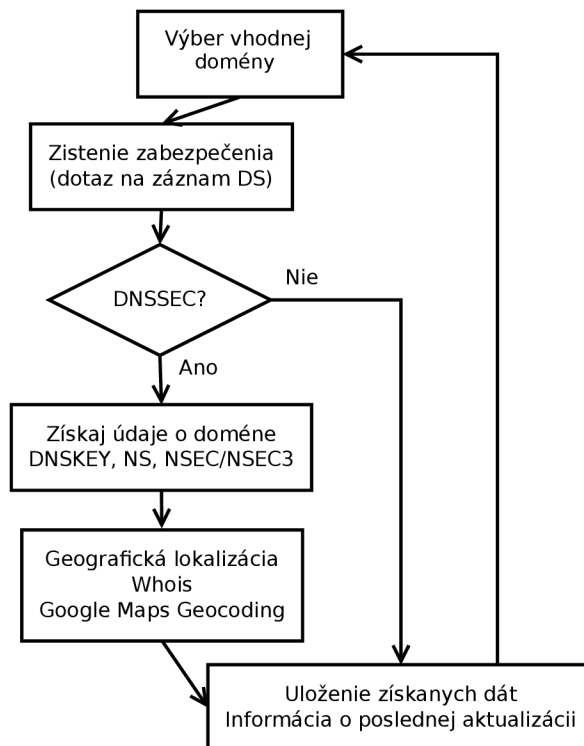 Výber vhodnej
domény
Zistenie zabezpečenia
(dotaz na záznam DS)
DNSSEC?
Nie
Ano
Získaj údaje o doméne
DNSKEY, NS, NSEC/NSEC3
Geografická lokalizácia
Whois
Google Maps Geocoding
Uloženie získaných dát
Informácia o poslednej aktualizácii